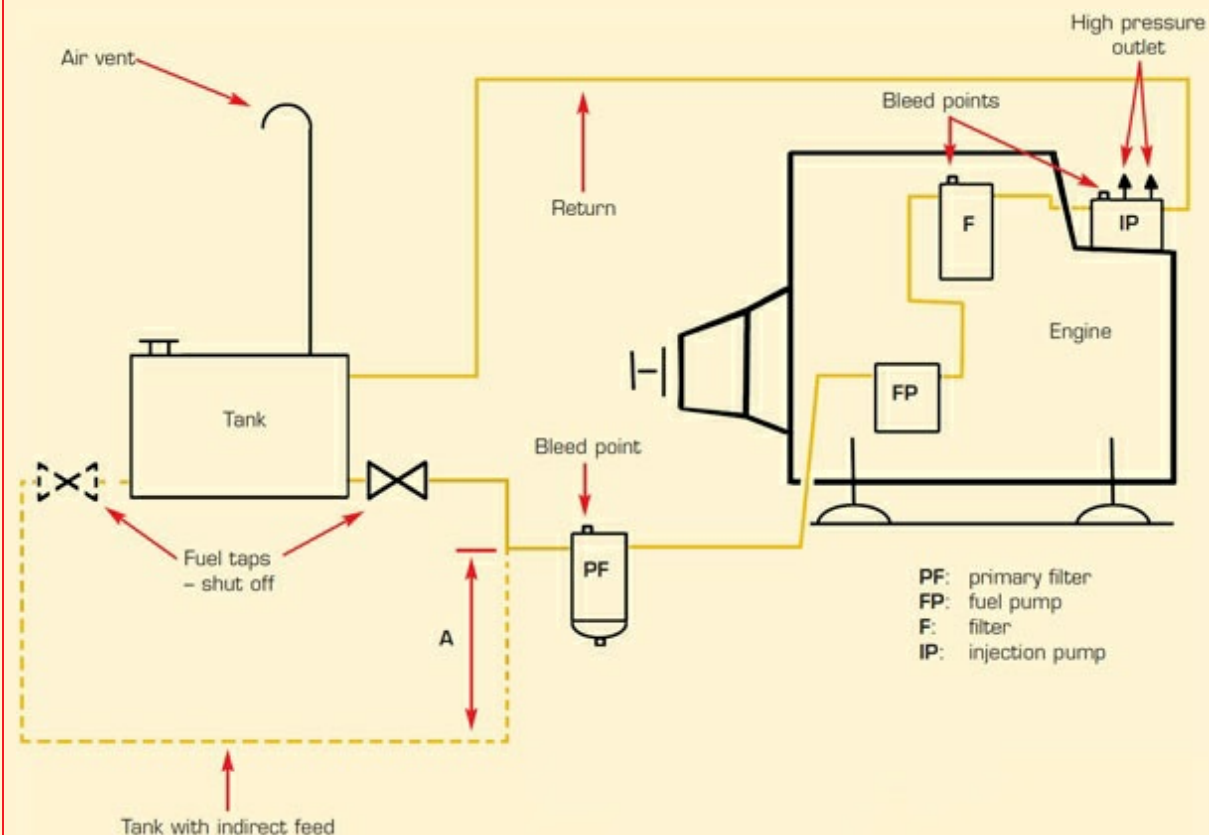 High pressure
outlet
Air vent
Bleed points
Return
F
IP
Engine
Tank
FP
Bleed point
Fuel taps
– shut off
PF
A
PF: primary filter
FP: fuel pump
F: filter
IP: injection pump
Tank with indirect feed